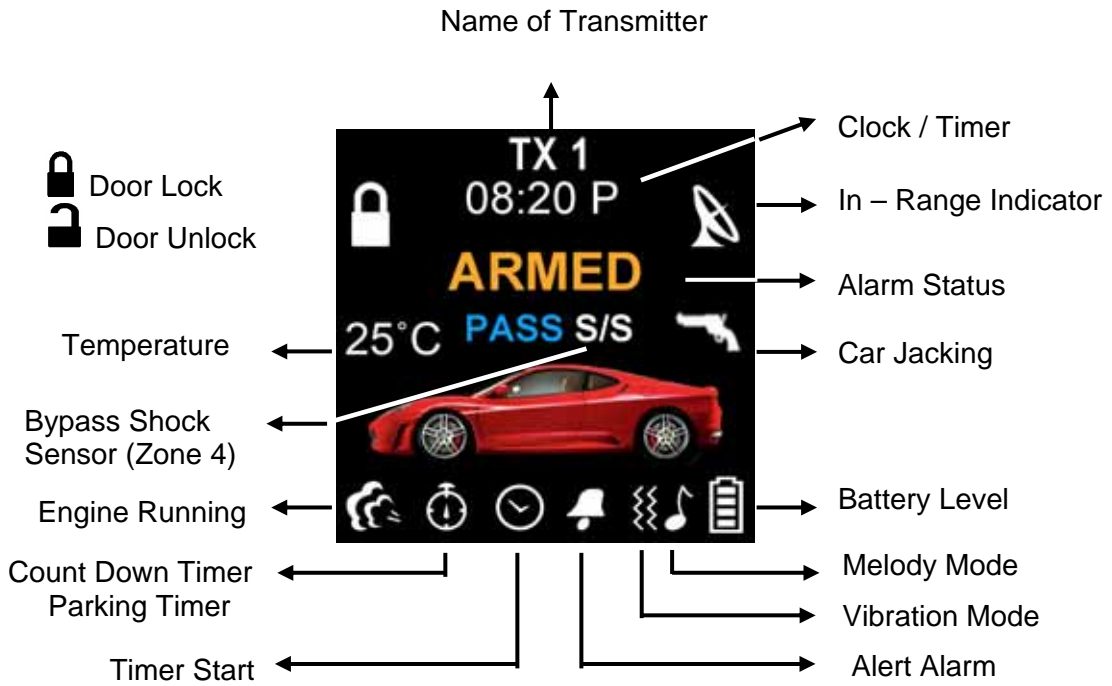 Name of Transmitter
Clock / Timer
TX 1
08:20 P
Door Lock
In – Range Indicator
Door Unlock
ARMED
Alarm Status
25°C PASS S/S
Temperature
Car Jacking
Bypass Shock
Sensor (Zone 4)
Engine Running
Battery Level
Count Down Timer
Parking Timer
Melody Mode
Vibration Mode
Timer Start
Alert Alarm